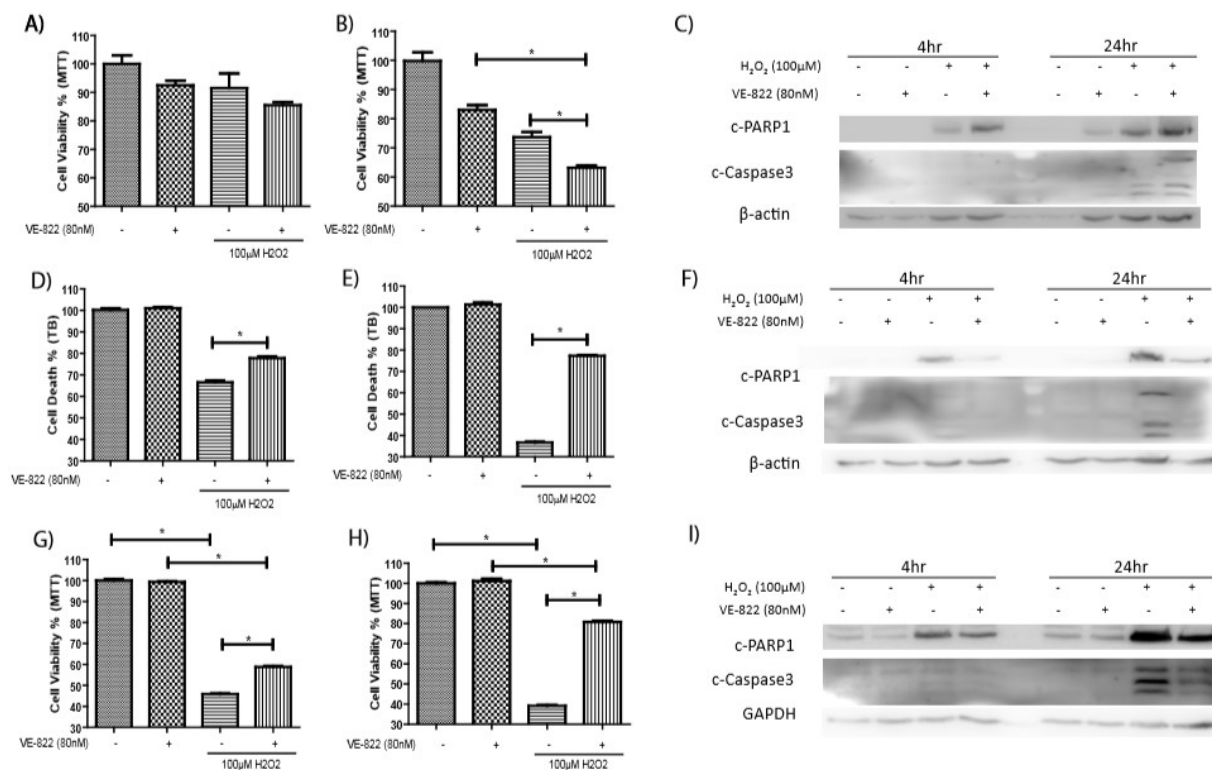 A)
Cell Viability % (MTT)
110
100
90
80
70
60
50
VE-822 (80nM)
- + - +
100µM H2O2
B)
Cell Viability % (MTT)
110
100
90
80
70
60
50
*
*
- + - +
100µM H2O2
C)
4hr 24hr
H₂O₂ (100µM) - - + + - - + +
VE-822 (80nM) - + - + - + - +
c-PARP1
c-Caspase3
β-actin
D)
Cell Death % (TB)
110
100
90
80
70
60
50
40
30
*
VE-822 (80nM)
- + - +
100µM H2O2
E)
Cell Death % (TB)
110
100
90
80
70
60
50
40
30
*
- + - +
100µM H2O2
F)
4hr 24hr
H₂O₂ (100µM) - - + + - - + +
VE-822 (80nM) - + - + - + - +
c-PARP1
c-Caspase3
β-actin
G)
Cell Viability % (MTT)
110
100
90
80
70
60
50
40
30
*
*
*
VE-822 (80nM)
- + - +
100µM H2O2
H)
Cell Viability % (MTT)
110
100
90
80
70
60
50
40
30
*
*
*
VE-822 (80nM)
- + - +
100µM H2O2
I)
4hr 24hr
H₂O₂ (100µM) - - + + - - + +
VE-822 (80nM) - + - + - + - +
c-PARP1
c-Caspase3
GAPDH